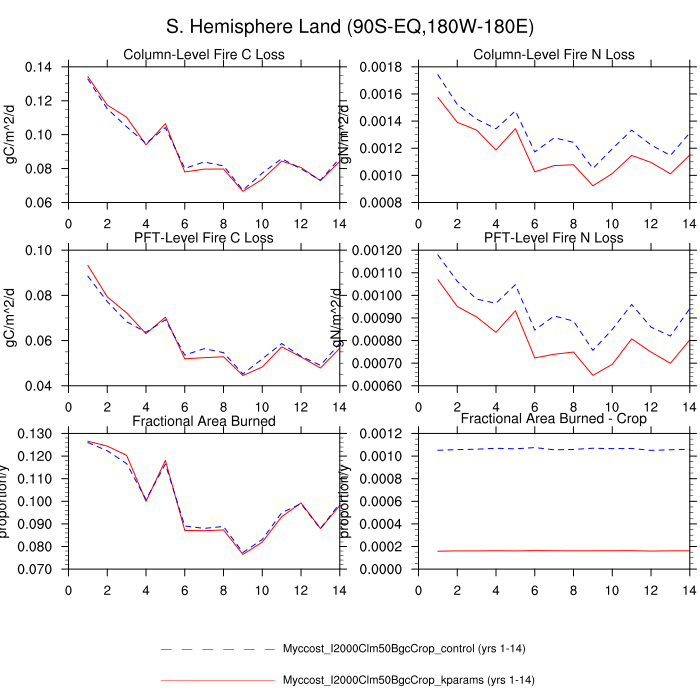 S. Hemisphere Land (90S-EQ,180W-180E)
Column-Level Fire C Loss
gC/m^2/d
0.14
0.12
0.10
0.08
0.06
0 2 4 6 8 10 12 14
Column-Level Fire N Loss
gN/m^2/d
0.0018
0.0016
0.0014
0.0012
0.0010
0.0008
0 2 4 6 8 10 12 14
PFT-Level Fire C Loss
gC/m^2/d
0.10
0.08
0.06
0.04
0 2 4 6 8 10 12 14
PFT-Level Fire N Loss
gN/m^2/d
0.00120
0.00110
0.00100
0.00090
0.00080
0.00070
0.00060
0 2 4 6 8 10 12 14
Fractional Area Burned
proportion/y
0.130
0.120
0.110
0.100
0.090
0.080
0.070
0 2 4 6 8 10 12 14
Fractional Area Burned - Crop
proportion/y
0.0012
0.0010
0.0008
0.0006
0.0004
0.0002
0.0000
0 2 4 6 8 10 12 14
Myccost_I2000Clm50BgcCrop_control (yrs 1-14)
Myccost_I2000Clm50BgcCrop_kparams (yrs 1-14)